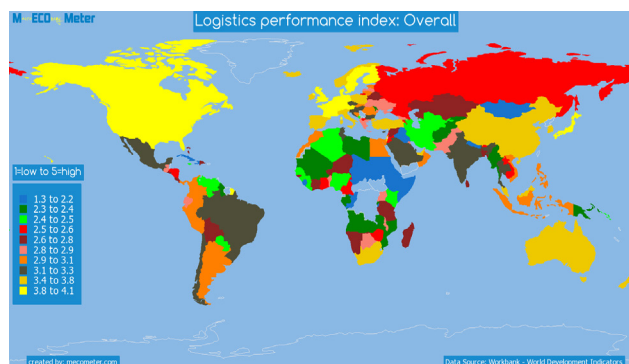 M ECO Meter
Logistics performance index: Overall
1=low to 5=high
1.3 to 2.2
2.3 to 2.4
2.4 to 2.5
2.5 to 2.6
2.6 to 2.8
2.8 to 2.9
2.9 to 3.1
3.1 to 3.3
3.4 to 3.8
3.8 to 4.1
created by: mecometer.com
Data Source: Workbank - World Development Indicators